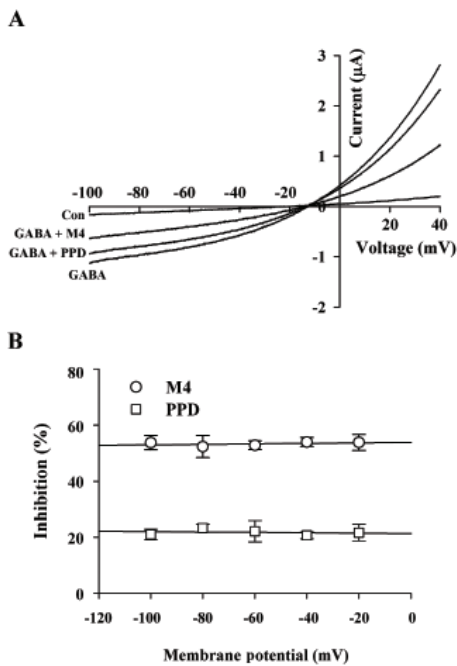 A
3
2
1
0
-1
-2
Current (µA)
-100 -80 -60 -40 -20
20 40
Voltage (mV)
Con
GABA + M4
GABA + PPD
GABA
B
80
60
40
20
0
Inhibition (%)
M4
PPD
-120 -100 -80 -60 -40 -20 0
Membrane potential (mV)